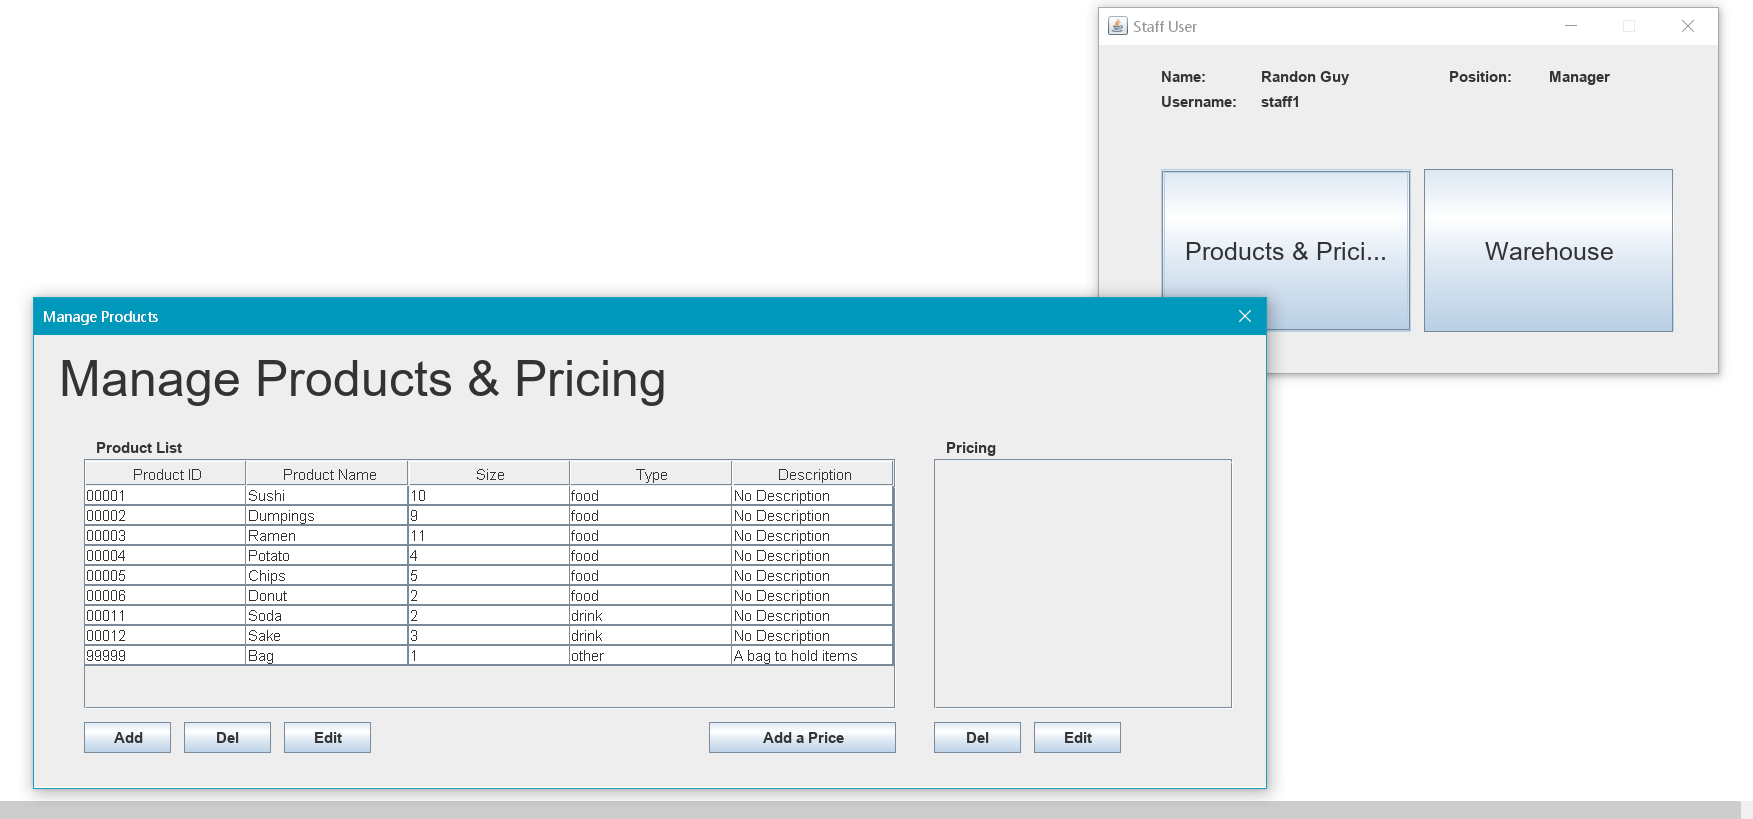 Staff User
Name: Randon Guy Position: Manager
Username: staff1
Products & Prici... Warehouse
Manage Products
Manage Products & Pricing
Product List Pricing
Product ID Product Name Size Type Description
00001 Sushi 10 food No Description
00002 Dumpings 9 food No Description
00003 Ramen 11 food No Description
00004 Potato 4 food No Description
00005 Chips 5 food No Description
00006 Donut 2 food No Description
00011 Soda 2 drink No Description
00012 Sake 3 drink No Description
99999 Bag 1 other A bag to hold items
Add Del Edit Add a Price Del Edit